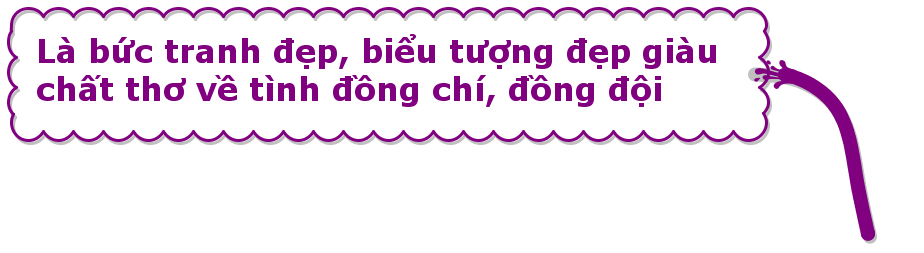 Là bức tranh đẹp, biểu tượng đẹp giàu
chất thơ về tình đồng chí, đồng đội